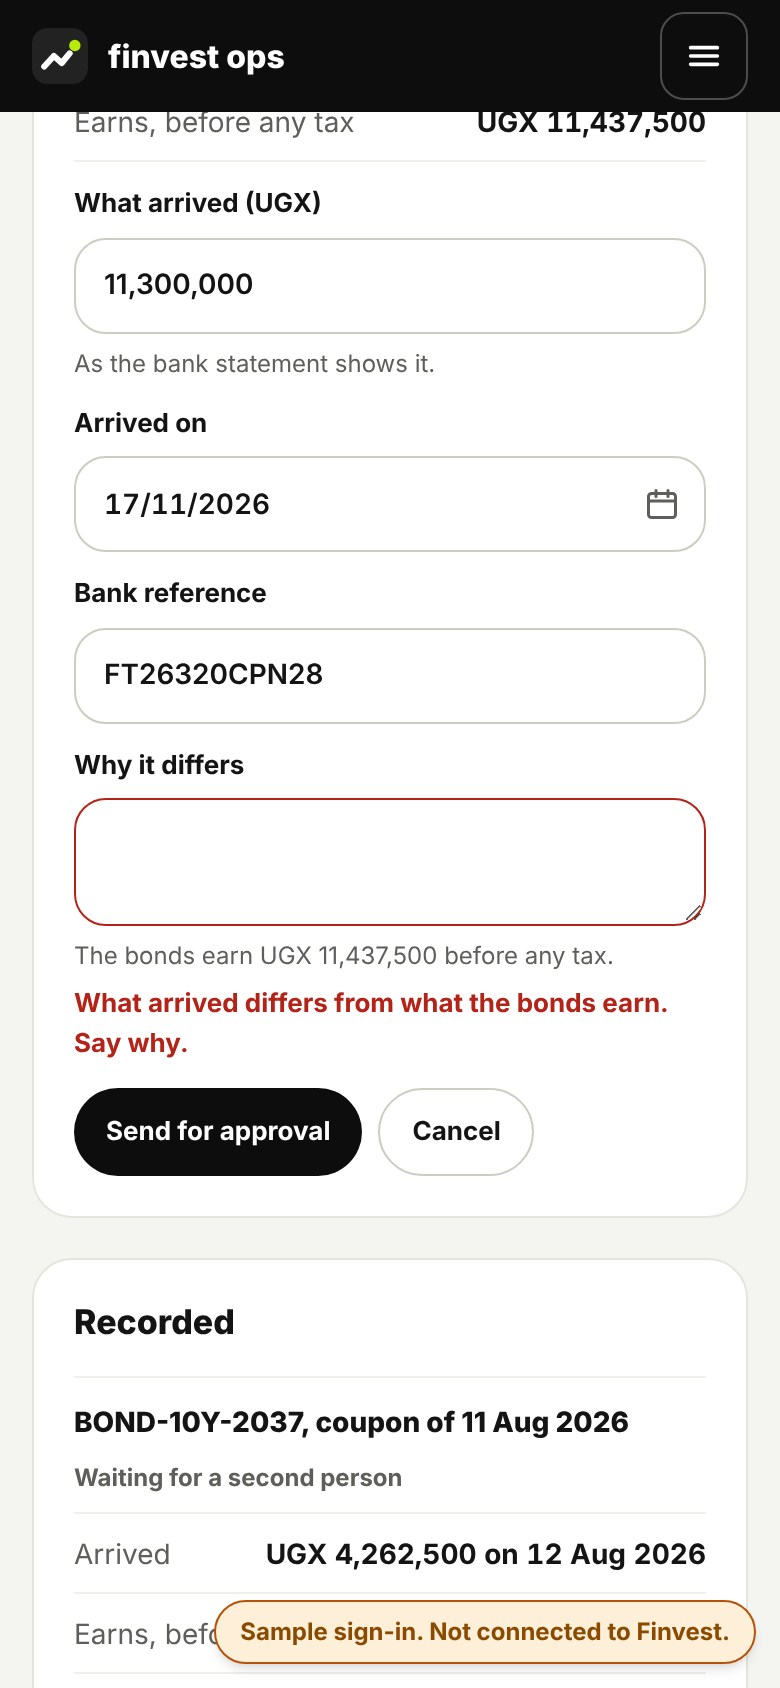 finvest ops
Earns, before any tax UGX 11,437,500
What arrived (UGX)
11,300,000
As the bank statement shows it.
Arrived on
17/11/2026
Bank reference
FT26320CPN28
Why it differs
The bonds earn UGX 11,437,500 before any tax.
What arrived differs from what the bonds earn.
Say why.
Send for approval Cancel
Recorded
BOND-10Y-2037, coupon of 11 Aug 2026
Waiting for a second person
Arrived UGX 4,262,500 on 12 Aug 2026
Earns,
Sample sign-in. Not connected to Finvest.